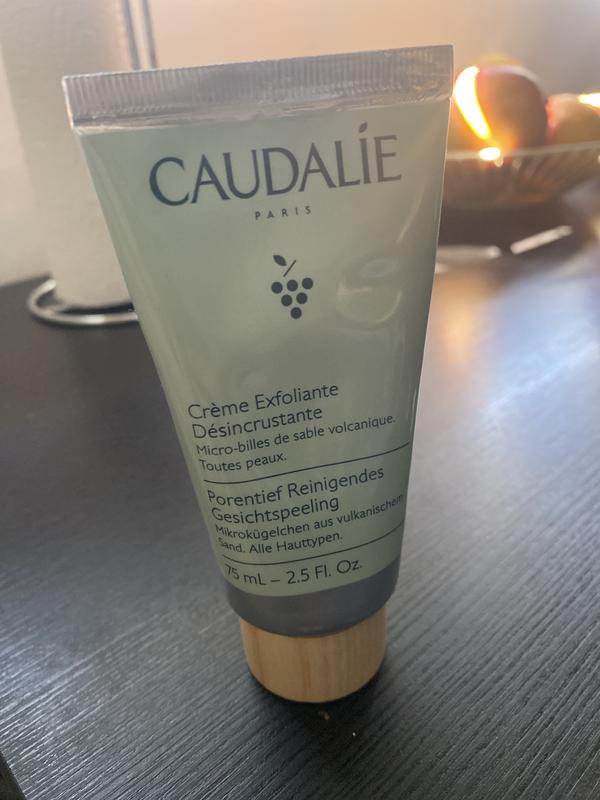 CAUDALÍE
PARIS
Crème Exfoliante
Désincrustante
Micro-billes de sable volcanique.
Toutes peaux.
Porentief Reinigendes
Gesichtspeeling
Mikrokügelchen aus vulkanischem
Sand. Alle Hauttypen.
75 mL – 2.5 Fl. Oz.